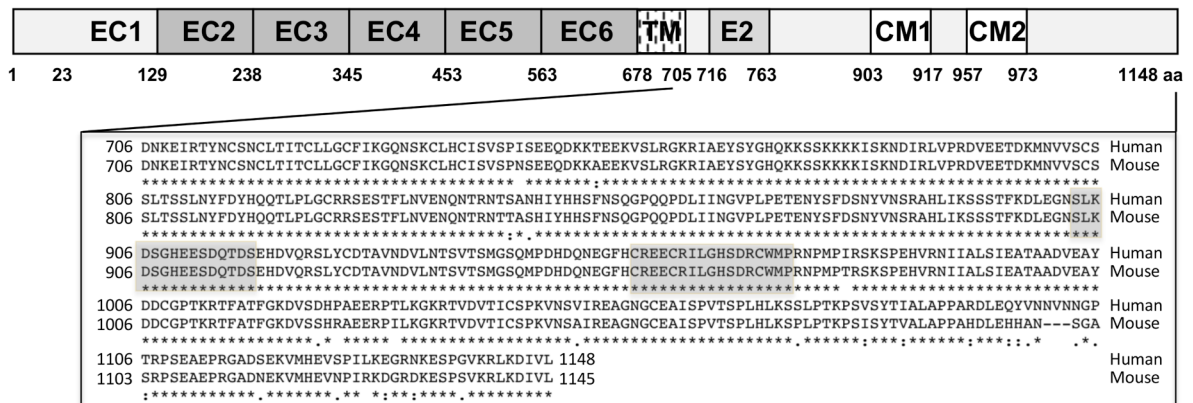 EC1 EC2 EC3 EC4 EC5 EC6 TM E2 CM1 CM2
1 23 129 238 345 453 563 678 705 716 763 903 917 957 973 1148 aa
706 DNKEIRTYNCSNCLTITCLLGCFIKGQNSKCLHCISVSPISEEQDKKTEEKVSLRGKRIAEYSYGHQKKSSKKKKISKNDIRLVPRDVEETDKMNVVSCS Human
706 DNKEIRTYNCSNCLTITCLLGCFIKGQNSKCLHCISVSPNSEEQDKKAEEKVSLRGKRIAEYSYGHQKKSSKKKKISKNDIRLVPRDVEETDKMNVVSCS Mouse
*************************************** *******:****************************************************
806 SLTSSLNYFDYHQQTLPLGCRRSESTFLNVENQNTRNTSANHIYHHSFNSQGPQQPDLIINGVPLPETENYSFDSNYVNSRAHLIKSSSTFKDLEGNSLK Human
806 SLTSSLNYFDYHQQTLPLGCRRSESTFLNVENQNTRNTTASHIYHHSFNSQGPQQPDLIINGVPLPETENYSFDSNYVNSRAHLIKSSSTFKDLEGNSLK Mouse
**************************************:*.***********************************************************
906 DSGHEESDQTDSEHDVQRSLYCDTAVNDVLNTSVTSMGSQMPDHDQNEGFHCREECRILGHSDRCWMPRNPMPIRSKSPEHVRNIIALSIEATAADVEAY Human
906 DSGHEESDQTDSEHDVQRSLYCDTAVNDVLNTSVTSMGSQMPDHDQNEGFHCREECRILGHSDRCWMPRNPMPTRSKSPEHVRNIIALSIEATAADVEAY Mouse
************************************************************************* **************************
1006 DDCGPTKRTFATFGKDVSDHPAEERPTLKGKRTVDVTICSPKVNSVIREAGNGCEAISPVTSPLHLKSSLPTKPSVSYTIALAPPARDLEQYVNNVNNGP Human
1006 DDCGPTKRTFATFGKDVSSHRAEERPILKGKRTVDVTICSPKVNSAIREAGNGCEAISPVTSPLHLKSPLPTKPSISYTVALAPPAHDLEHHAN---SGA Mouse
******************.* ***** ******************.**********************.******:***:******:***::.*   .*.
1106 TRPSEAEPRGADSEKVMHEVSPILKEGRNKESPGVKRLKDIVL 1148 Human
1103 SRPSEAEPRGADNEKVMHEVNPIRKDGRDKESPSVKRLKDIVL 1145 Mouse
:***********.*******.** *:**:****.*********